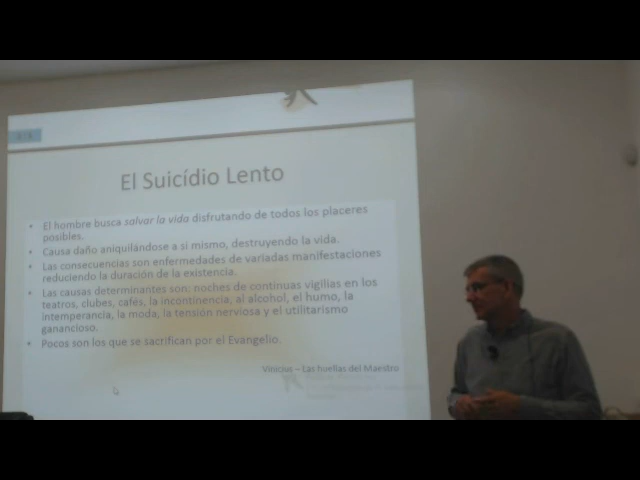 El Suicídio Lento
• El hombre busca salvar la vida disfrutando de todos los placeres
posibles.
• Causa daño aniquilándose a si mismo, destruyendo la vida.
• Las consecuencias son enfermedades de variadas manifestaciones
reduciendo la duración de la existencia.
• Las causas determinantes son: noches de continuas vigilias en los
teatros, clubes, cafés, la incontinencia, al alcohol, el humo, la
intemperancia, la moda, la tensión nerviosa y el utilitarismo
ganancioso.
• Pocos son los que se sacrifican por el Evangelio.
Vinicius – Las huellas del Maestro